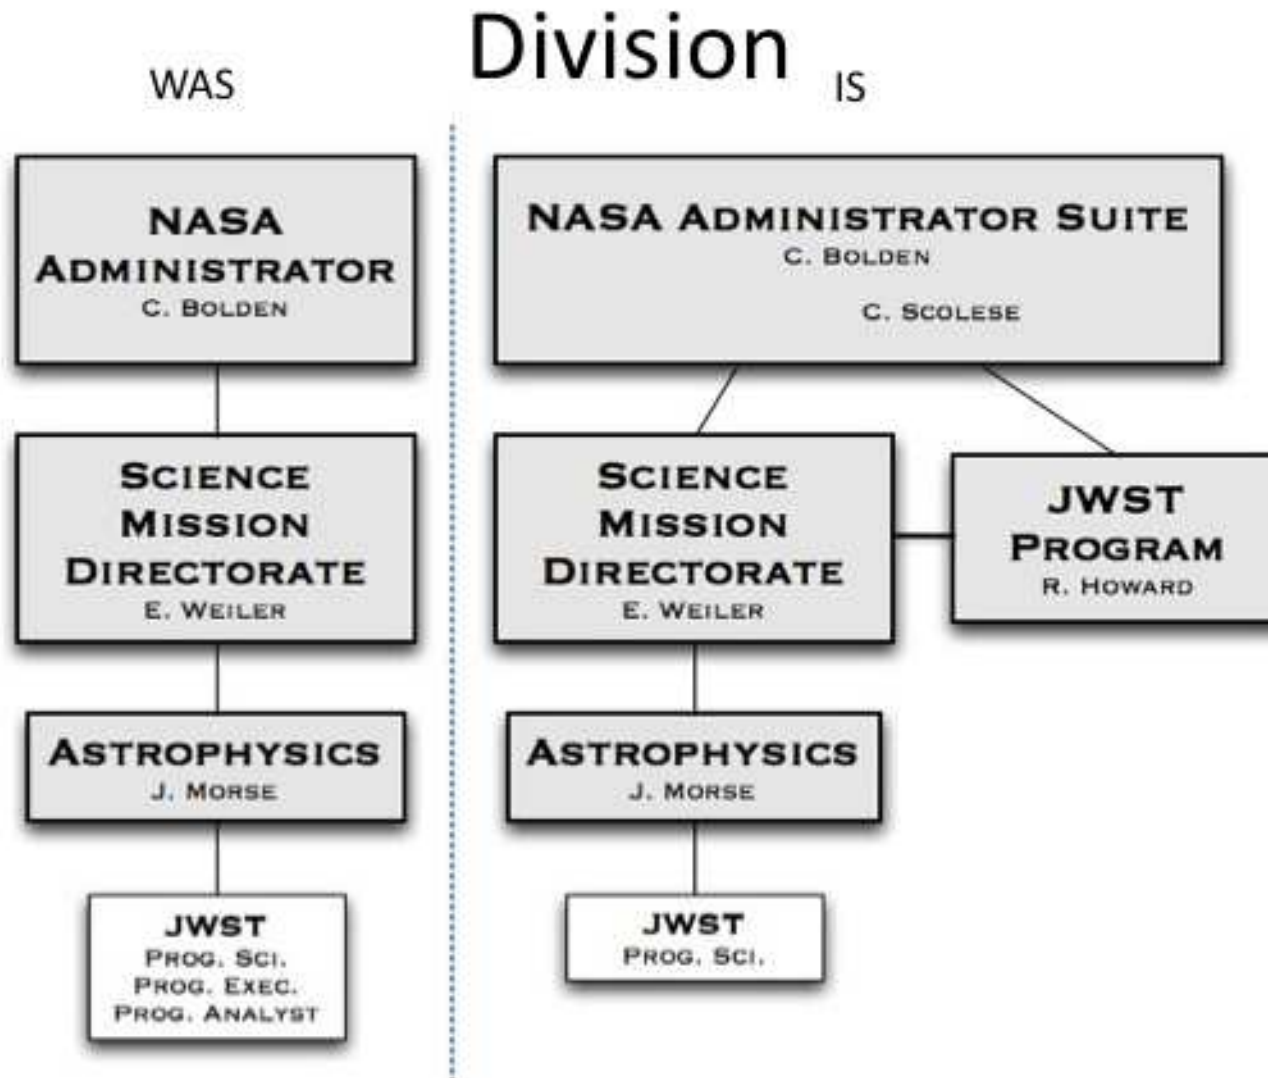 Division
WAS
NASA
ADMINISTRATOR
C. BOLDEN
SCIENCE
MISSION
DIRECTORATE
E. WEILER
ASTROPHYSICS
J. MORSE
JWST
PROG. SCI.
PROG. EXEC.
PROG. ANALYST
IS
NASA ADMINISTRATOR SUITE
C. BOLDEN
C. SCOLESE
SCIENCE
MISSION
DIRECTORATE
E. WEILER
JWST
PROGRAM
R. HOWARD
ASTROPHYSICS
J. MORSE
JWST
PROG. SCI.